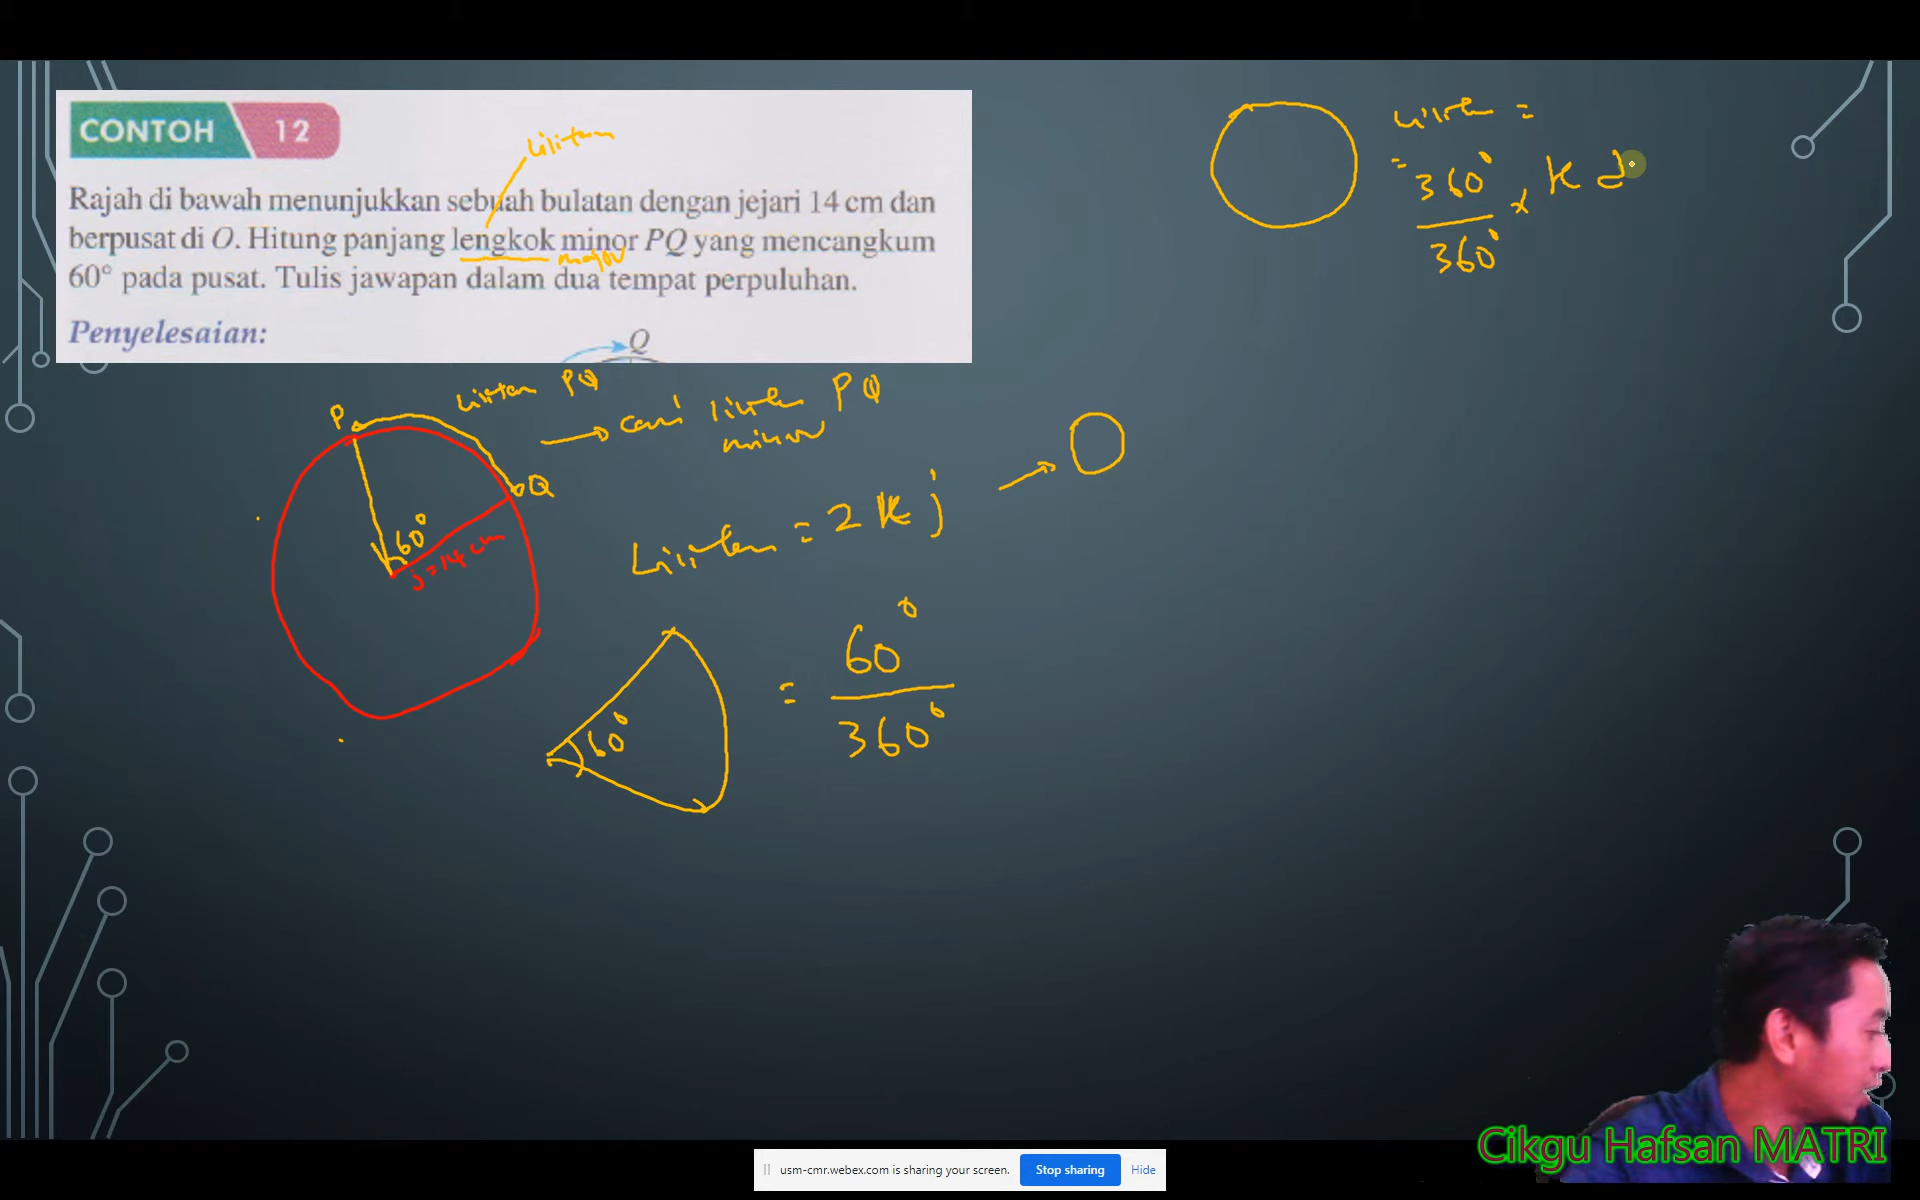 CONTOH 12
Rajah di bawah menunjukkan sebuah bulatan dengan jejari 14 cm dan
berpusat di O. Hitung panjang lengkok minor PQ yang mencangkum
60° pada pusat. Tulis jawapan dalam dua tempat perpuluhan.
Penyelesaian:
Q
Lilitan
major
Lilitan PQ
P
Q
60°
j = 14 cm
→ cari lilitan PQ
minor
Lilitan = 2πj →
60°
= 60°
360°
lilitan =
= 360° × πd
360°
Cikgu Hafsan MATRI
usm-cmr.webex.com is sharing your screen.
Stop sharing
Hide